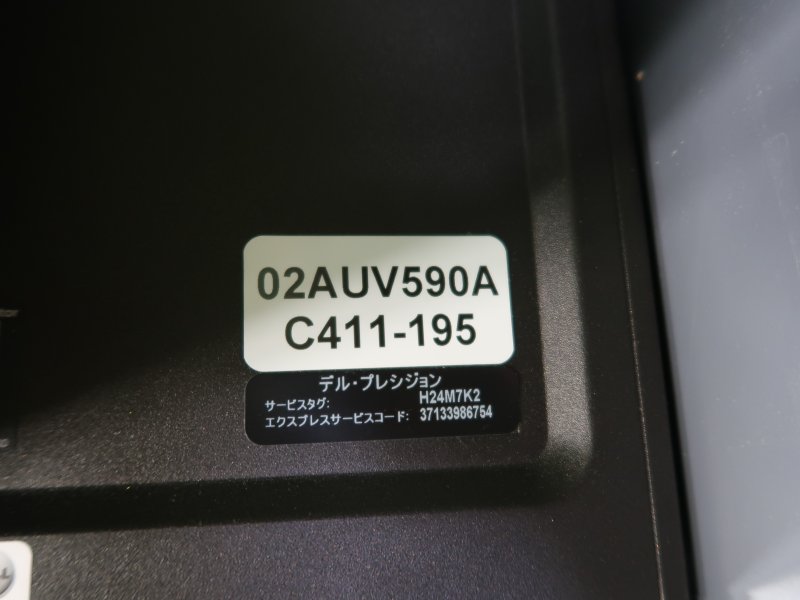 02AUV590A
C411-195
デル・プレシジョン
サービスタグ: H24M7K2
エクスプレスサービスコード: 37133986754